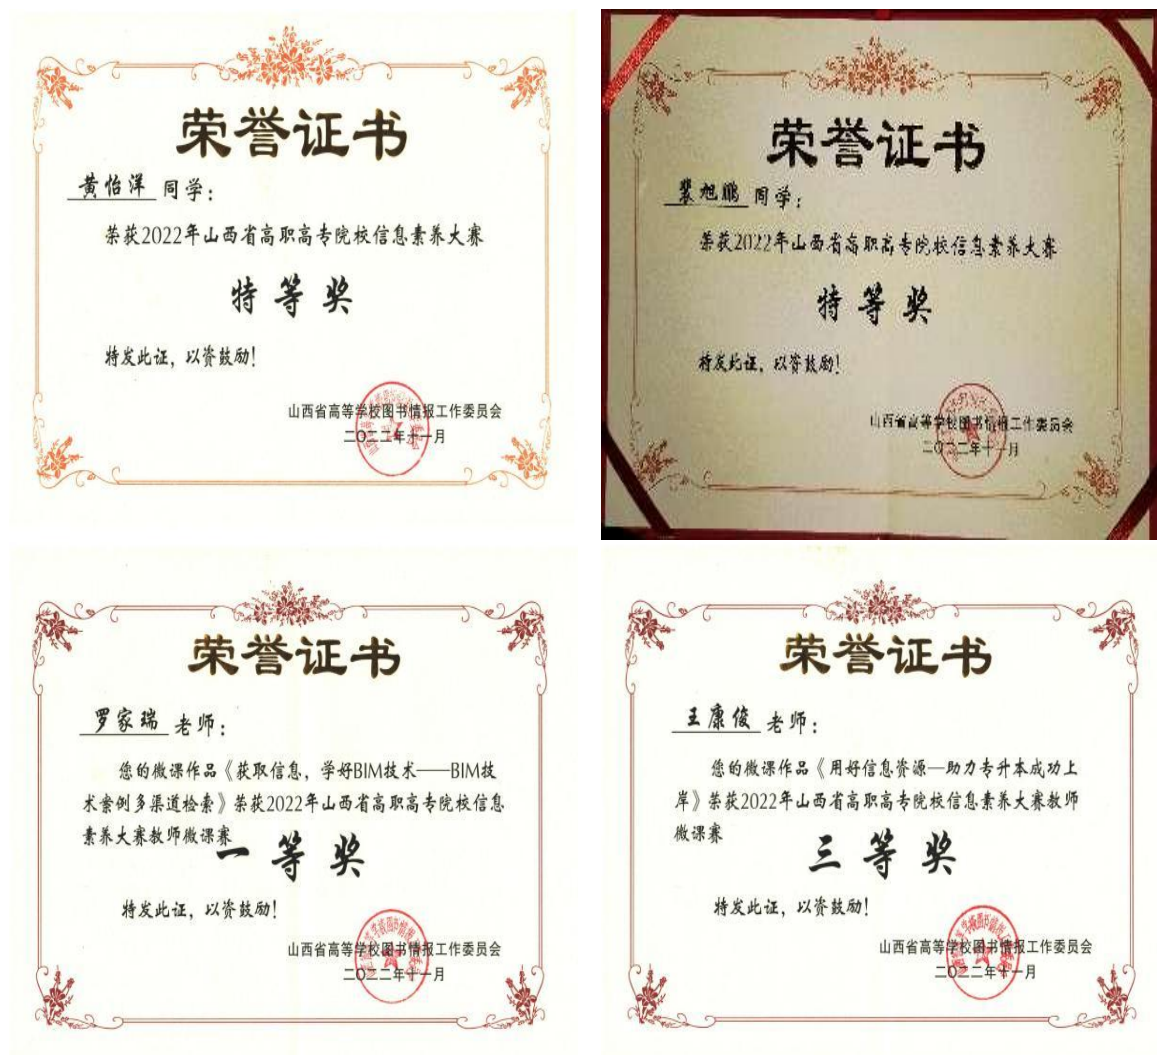 荣誉证书
黄怡洋 同学：
荣获2022年山西省高职高专院校信息素养大赛
特等奖
特发此证，以资鼓励！
山西省高等学校图书情报工作委员会
二〇二二年十一月
荣誉证书
裴旭鹏 同学：
荣获2022年山西省高职高专院校信息素养大赛
特等奖
特发此证，以资鼓励！
山西省高等学校图书情报工作委员会
二〇二二年十一月
荣誉证书
罗家瑞 老师：
您的微课作品《获取信息，学好BIM技术——BIM技
术案例多渠道检索》荣获2022年山西省高职高专院校信息
素养大赛教师微课赛
一等奖
特发此证，以资鼓励！
山西省高等学校图书情报工作委员会
二〇二二年十一月
荣誉证书
王康俊 老师：
您的微课作品《用好信息资源—助力专升本成功上
岸》荣获2022年山西省高职高专院校信息素养大赛教师
微课赛
三等奖
特发此证，以资鼓励！
山西省高等学校图书情报工作委员会
二〇二二年十一月